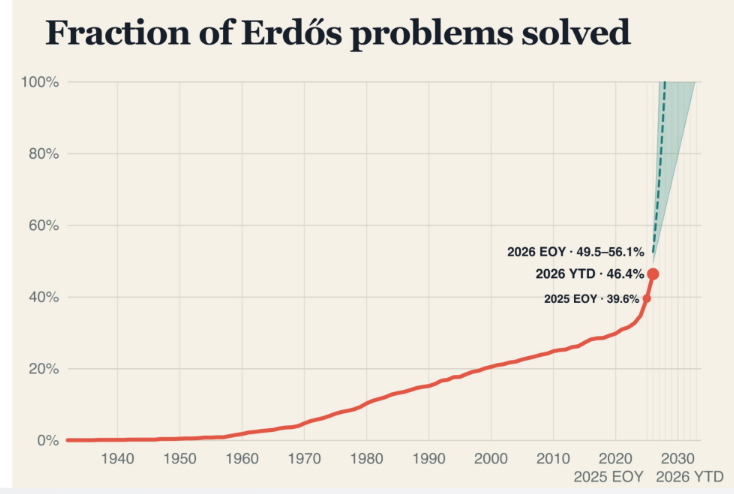 Fraction of Erdős problems solved
100%
80%
60%
2026 EOY · 49.5–56.1%
2026 YTD · 46.4%
40%
2025 EOY · 39.6%
20%
0%
1940 1950 1960 1970 1980 1990 2000 2010 2020 2030
2025 EOY 2026 YTD